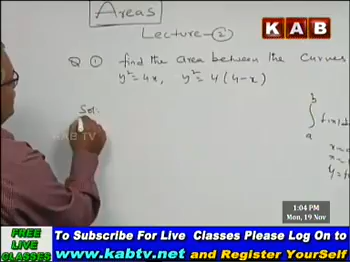 Areas
Lecture - 2
KAB
Q 1 find the area between the curves
y² = 4x, y² = 4(4-x)
Sol:
KAB TV
b
∫ f(x)d
a
1:04 PM
MON, 19 Nov
FREE
LIVE
CLASSES
To Subscribe For Live Classes Please Log On to
www.kabtv.net and Register Yourself